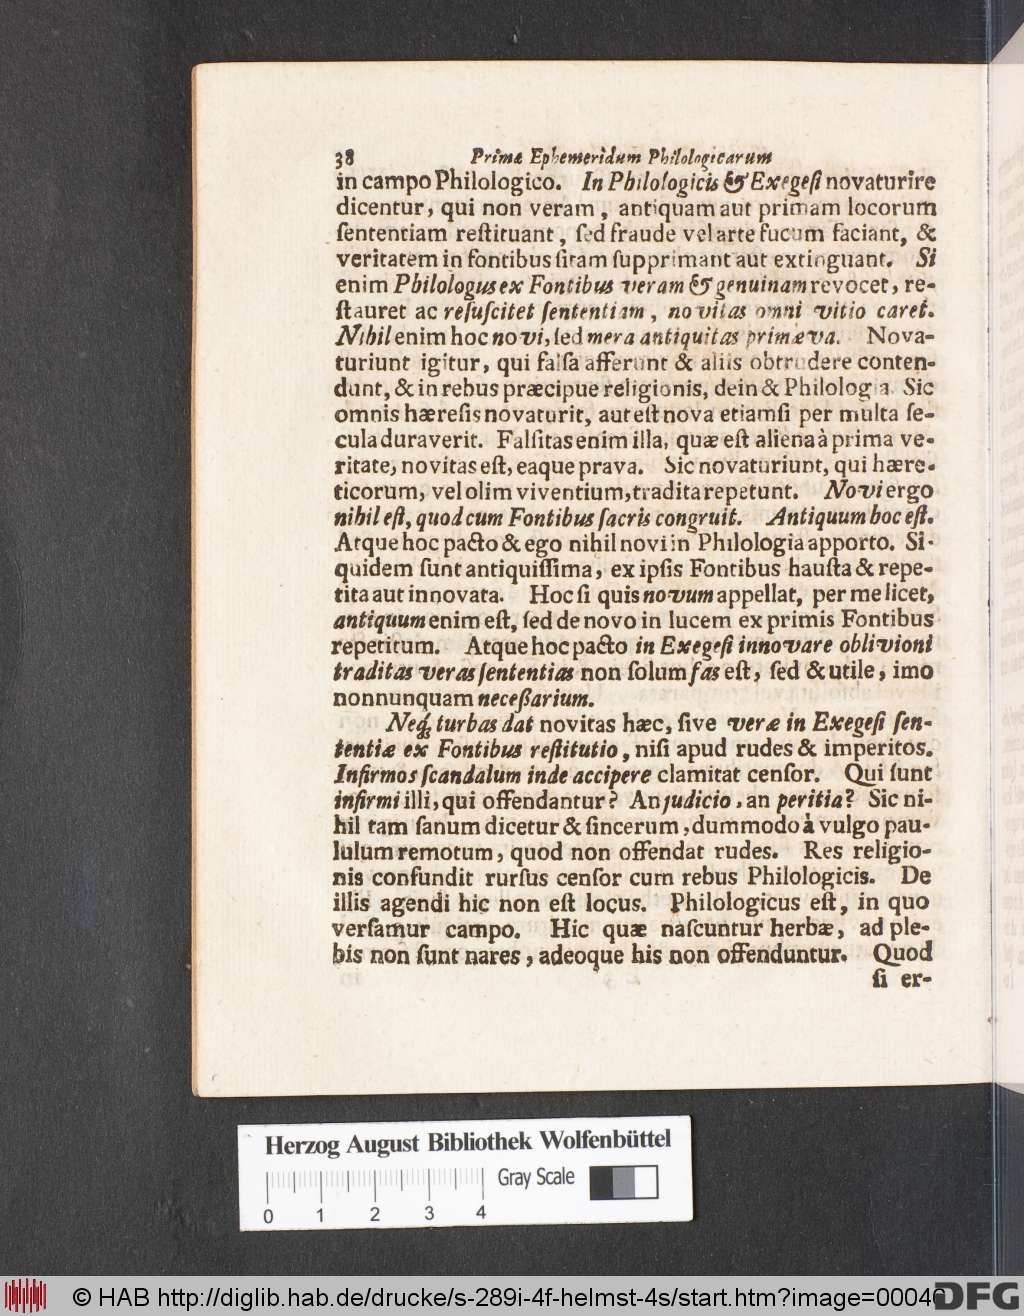 38 Primæ Ephemeridum Philologicarum
in campo Philologico. In Philologicis & Exegeſi novaturire
dicentur, qui non veram, antiquam aut primam locorum
ſententiam reſtituant, ſed fraude vel arte fucum faciant, &
veritatem in fontibus ſitam ſupprimant aut extinguant. Si
enim Philologus ex Fontibus veram & genuinam revocet, re-
ſtauret ac reſuſcitet ſententiam, novitas omni vitio caret.
Nihil enim hoc novi, ſed mera antiquitas primæva. Nova-
turiunt igitur, qui falſa afferunt & aliis obtrudere conten-
dunt, & in rebus præcipue religionis, dein & Philologia. Sic
omnis hæreſis novaturit, aut eſt nova etiamſi per multa ſe-
cula duraverit. Falſitas enim illa, quæ eſt aliena à prima ve-
ritate, novitas eſt, eaque prava. Sic novaturiunt, qui hære-
ticorum, vel olim viventium, tradita repetunt. Novi ergo
nihil eſt, quod cum Fontibus ſacris congruit. Antiquum hoc eſt.
Atque hoc pacto & ego nihil novi in Philologia apporto. Si-
quidem ſunt antiquiſſima, ex ipſis Fontibus hauſta & repe-
tita aut innovata. Hoc ſi quis novum appellat, per me licet,
antiquum enim eſt, ſed de novo in lucem ex primis Fontibus
repetitum. Atque hoc pacto in Exegeſi innovare oblivioni
traditas veras ſententias non ſolum fas eſt, ſed & utile, imo
nonnunquam neceßarium.
Neq; turbas dat novitas hæc, ſive veræ in Exegeſi ſen-
tentiæ ex Fontibus reſtitutio, niſi apud rudes & imperitos.
Infirmos ſcandalum inde accipere clamitat cenſor. Qui ſunt
infirmi illi, qui offendantur? An judicio, an peritia? Sic ni-
hil tam ſanum dicetur & ſincerum, dummodo à vulgo pau-
lulum remotum, quod non offendat rudes. Res religio-
nis confundit rurſus cenſor cum rebus Philologicis. De
illis agendi hic non eſt locus. Philologicus eſt, in quo
verſamur campo. Hic quæ naſcuntur herbæ, ad ple-
bis non ſunt nares, adeoque his non offenduntur. Quod
ſi er-
Herzog August Bibliothek Wolfenbüttel
Gray Scale
0 1 2 3 4
© HAB http://diglib.hab.de/drucke/s-289i-4f-helmst-4s/start.htm?image=00040
DFG